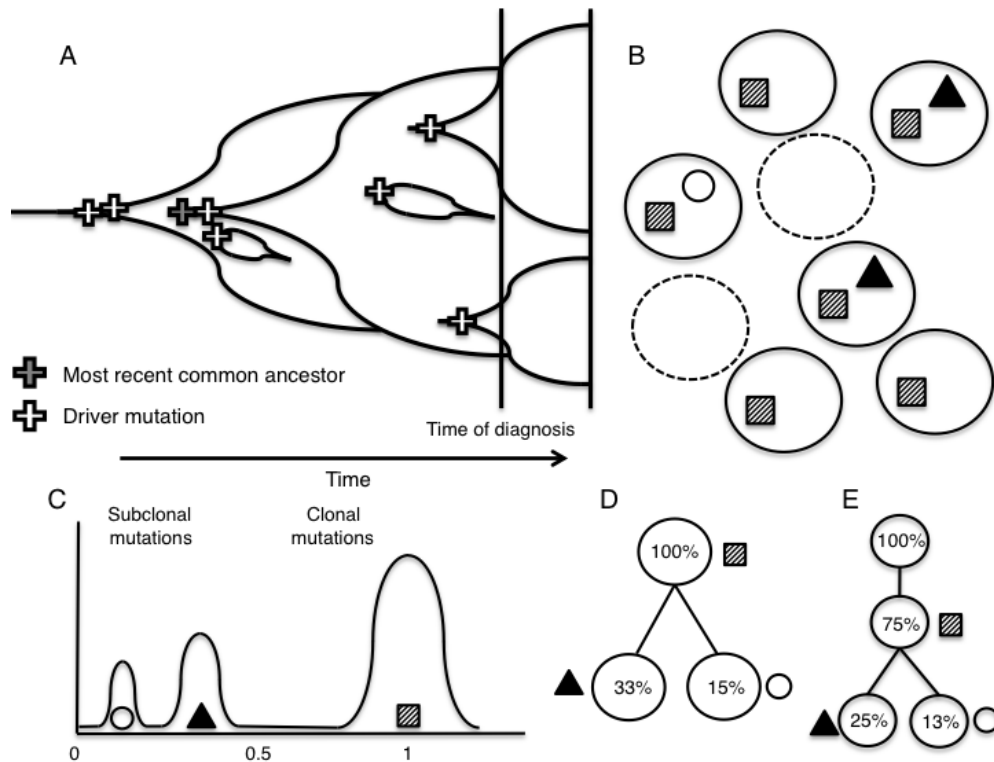 A
B
Most recent common ancestor
Driver mutation
Time of diagnosis
Time
C
Subclonal
mutations
Clonal
mutations
0
0.5
1
D
100%
33%
15%
E
100%
75%
25%
13%